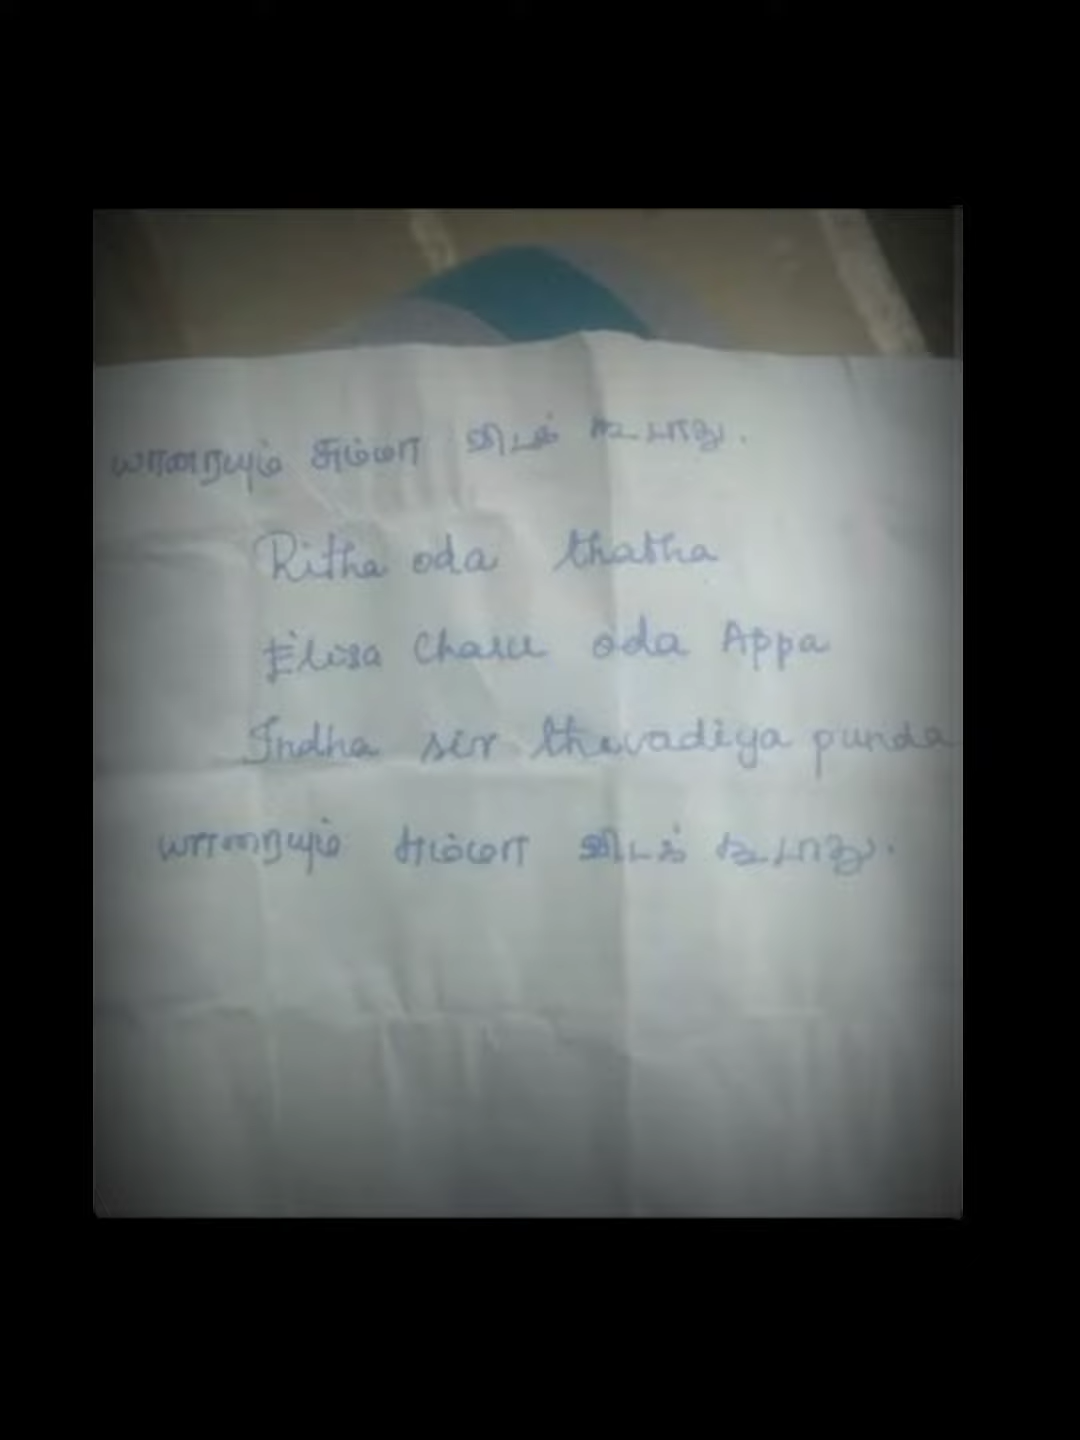 யாரையும் சும்மா விடக் கூடாது.
Ritha oda thatha
Elisa Charu oda Appa
Indha sir thevadiya punda
யாரையும் சும்மா விடக் கூடாது.